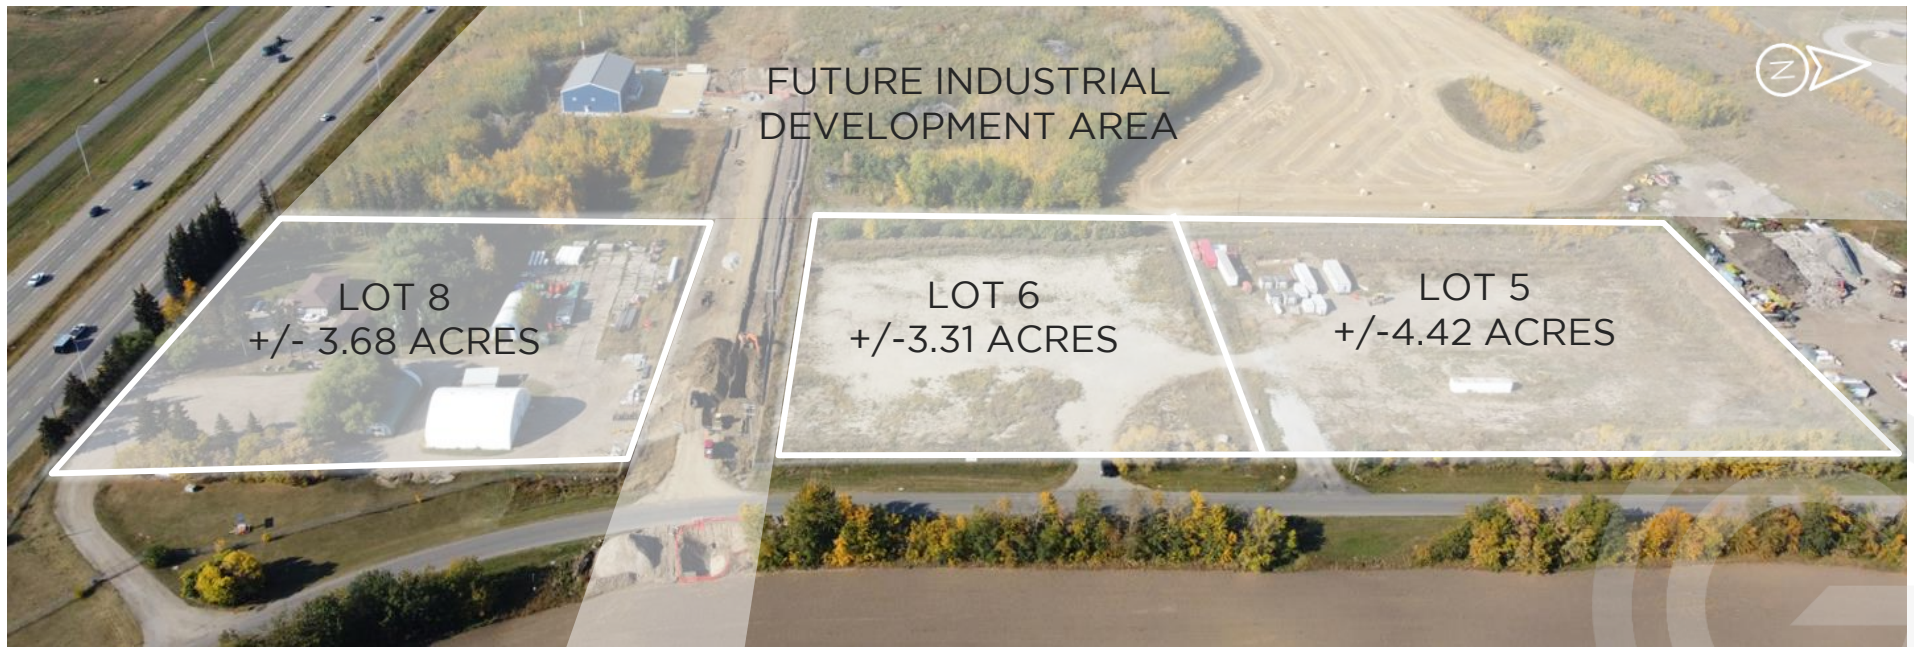 FUTURE INDUSTRIAL
DEVELOPMENT AREA
N
LOT 8
+/- 3.68 ACRES
LOT 6
+/-3.31 ACRES
LOT 5
+/-4.42 ACRES